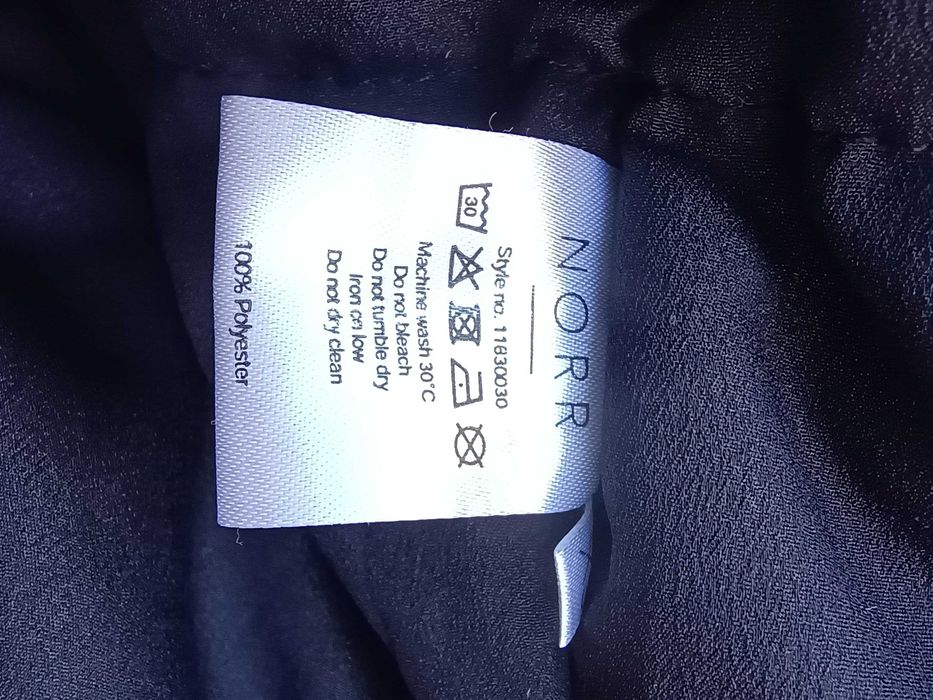 NORR
Style no. 11830030
30
Machine wash 30°C
Do not bleach
Do not tumble dry
Iron on low
Do not dry clean
100% Polyester